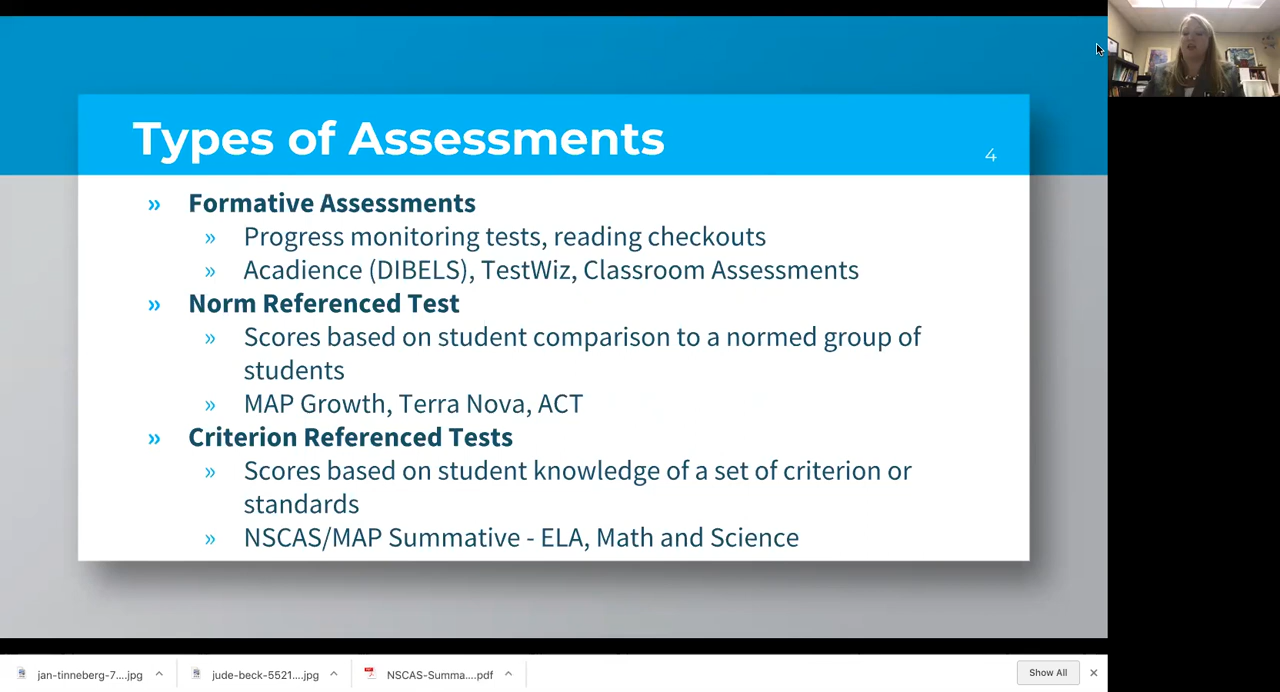 Types of Assessments
4
» Formative Assessments
» Progress monitoring tests, reading checkouts
» Acadience (DIBELS), TestWiz, Classroom Assessments
» Norm Referenced Test
» Scores based on student comparison to a normed group of
students
» MAP Growth, Terra Nova, ACT
» Criterion Referenced Tests
» Scores based on student knowledge of a set of criterion or
standards
» NSCAS/MAP Summative - ELA, Math and Science
jan-tinneberg-7....jpg
jude-beck-5521....jpg
NSCAS-Summa....pdf
Show All